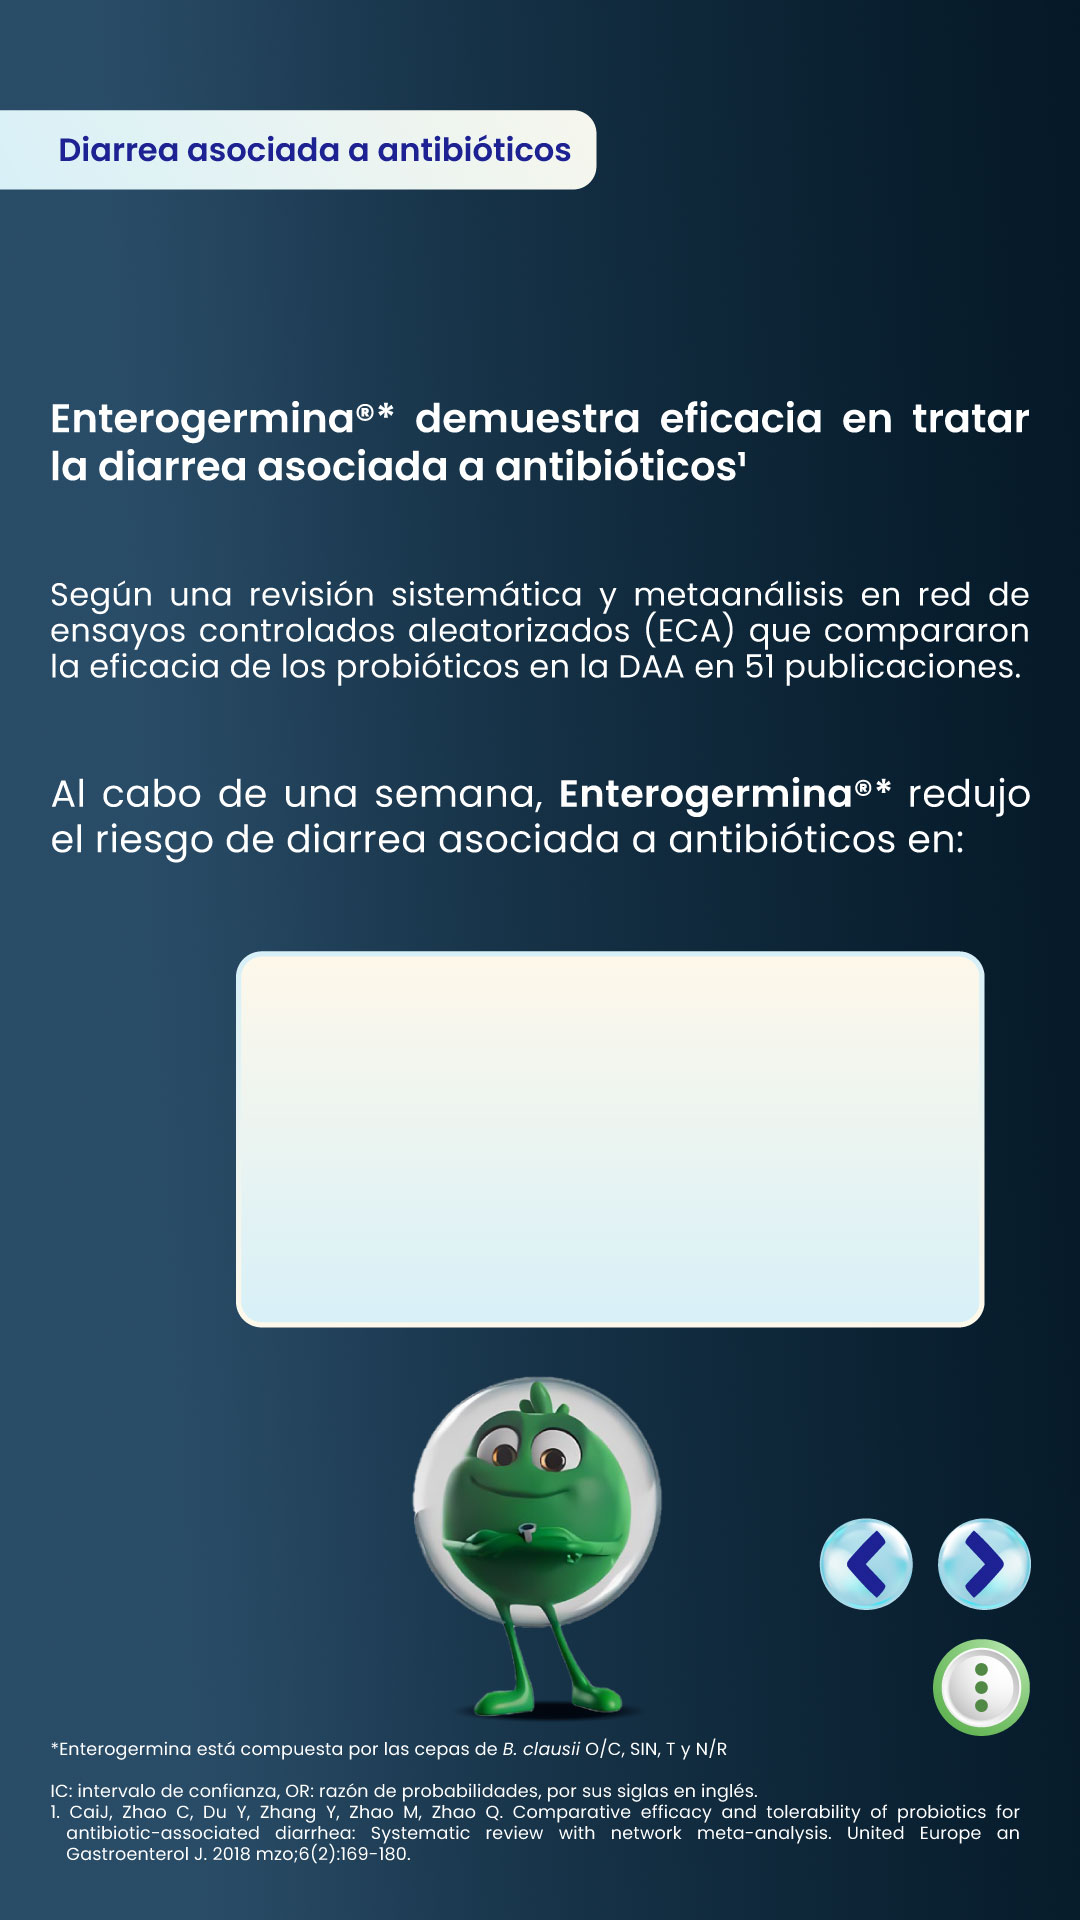 Diarrea asociada a antibióticos
Enterogermina®* demuestra eficacia en tratar
la diarrea asociada a antibióticos¹
Según una revisión sistemática y metaanálisis en red de
ensayos controlados aleatorizados (ECA) que compararon
la eficacia de los probióticos en la DAA en 51 publicaciones.
Al cabo de una semana, Enterogermina®* redujo
el riesgo de diarrea asociada a antibióticos en:
*Enterogermina está compuesta por las cepas de B. clausii O/C, SIN, T y N/R
IC: intervalo de confianza, OR: razón de probabilidades, por sus siglas en inglés.
1. CaiJ, Zhao C, Du Y, Zhang Y, Zhao M, Zhao Q. Comparative efficacy and tolerability of probiotics for
antibiotic-associated diarrhea: Systematic review with network meta-analysis. United Europe an
Gastroenterol J. 2018 mzo;6(2):169-180.